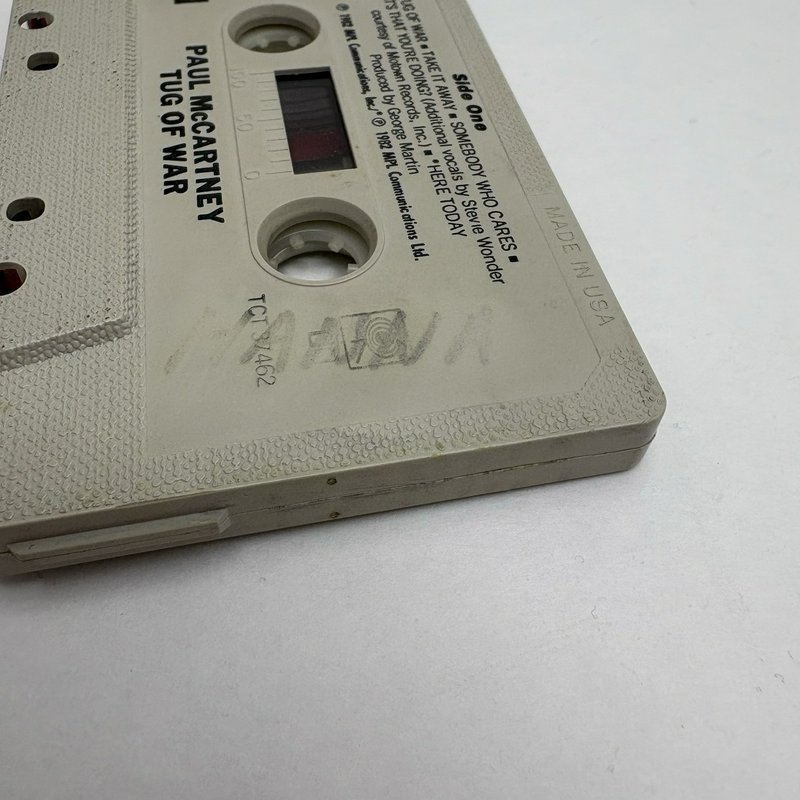 Side One
TUG OF WAR ■ TAKE IT AWAY ■ SOMEBODY WHO CARES ■
WHAT'S THAT YOU'RE DOING? (Additional vocals by Stevie Wonder
courtesy of Motown Records, Inc.) ■ *HERE TODAY
Produced by George Martin
℗ 1982 MPL Communications, Inc./*℗ 1982 MPL Communications Ltd.
100 50 0
PAUL McCARTNEY
TUG OF WAR
TCT 37462
MADE IN USA